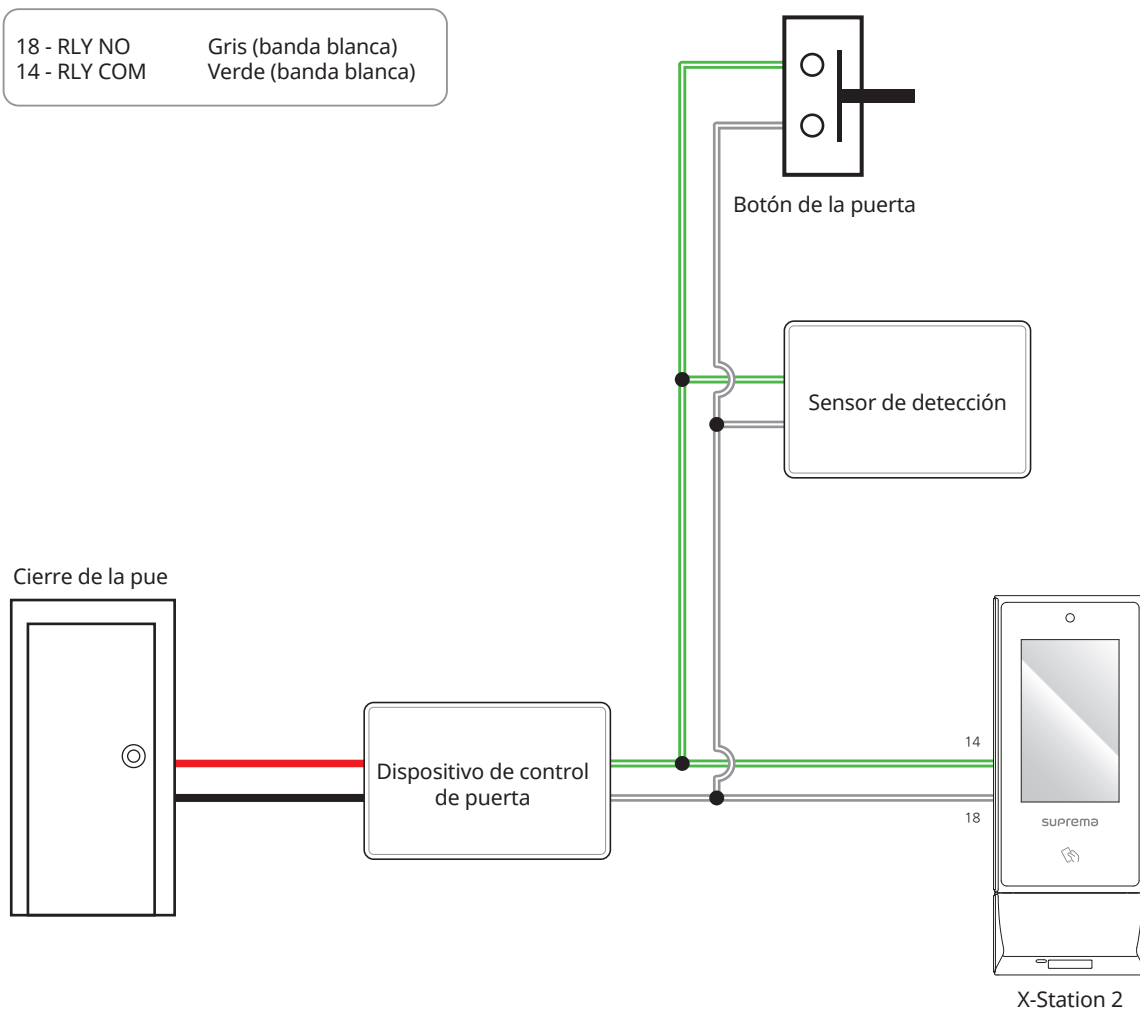 18 - RLY NO Gris (banda blanca)
14 - RLY COM Verde (banda blanca)
Botón de la puerta
Sensor de detección
Cierre de la pue
Dispositivo de control
de puerta
14
18
suprema
X-Station 2